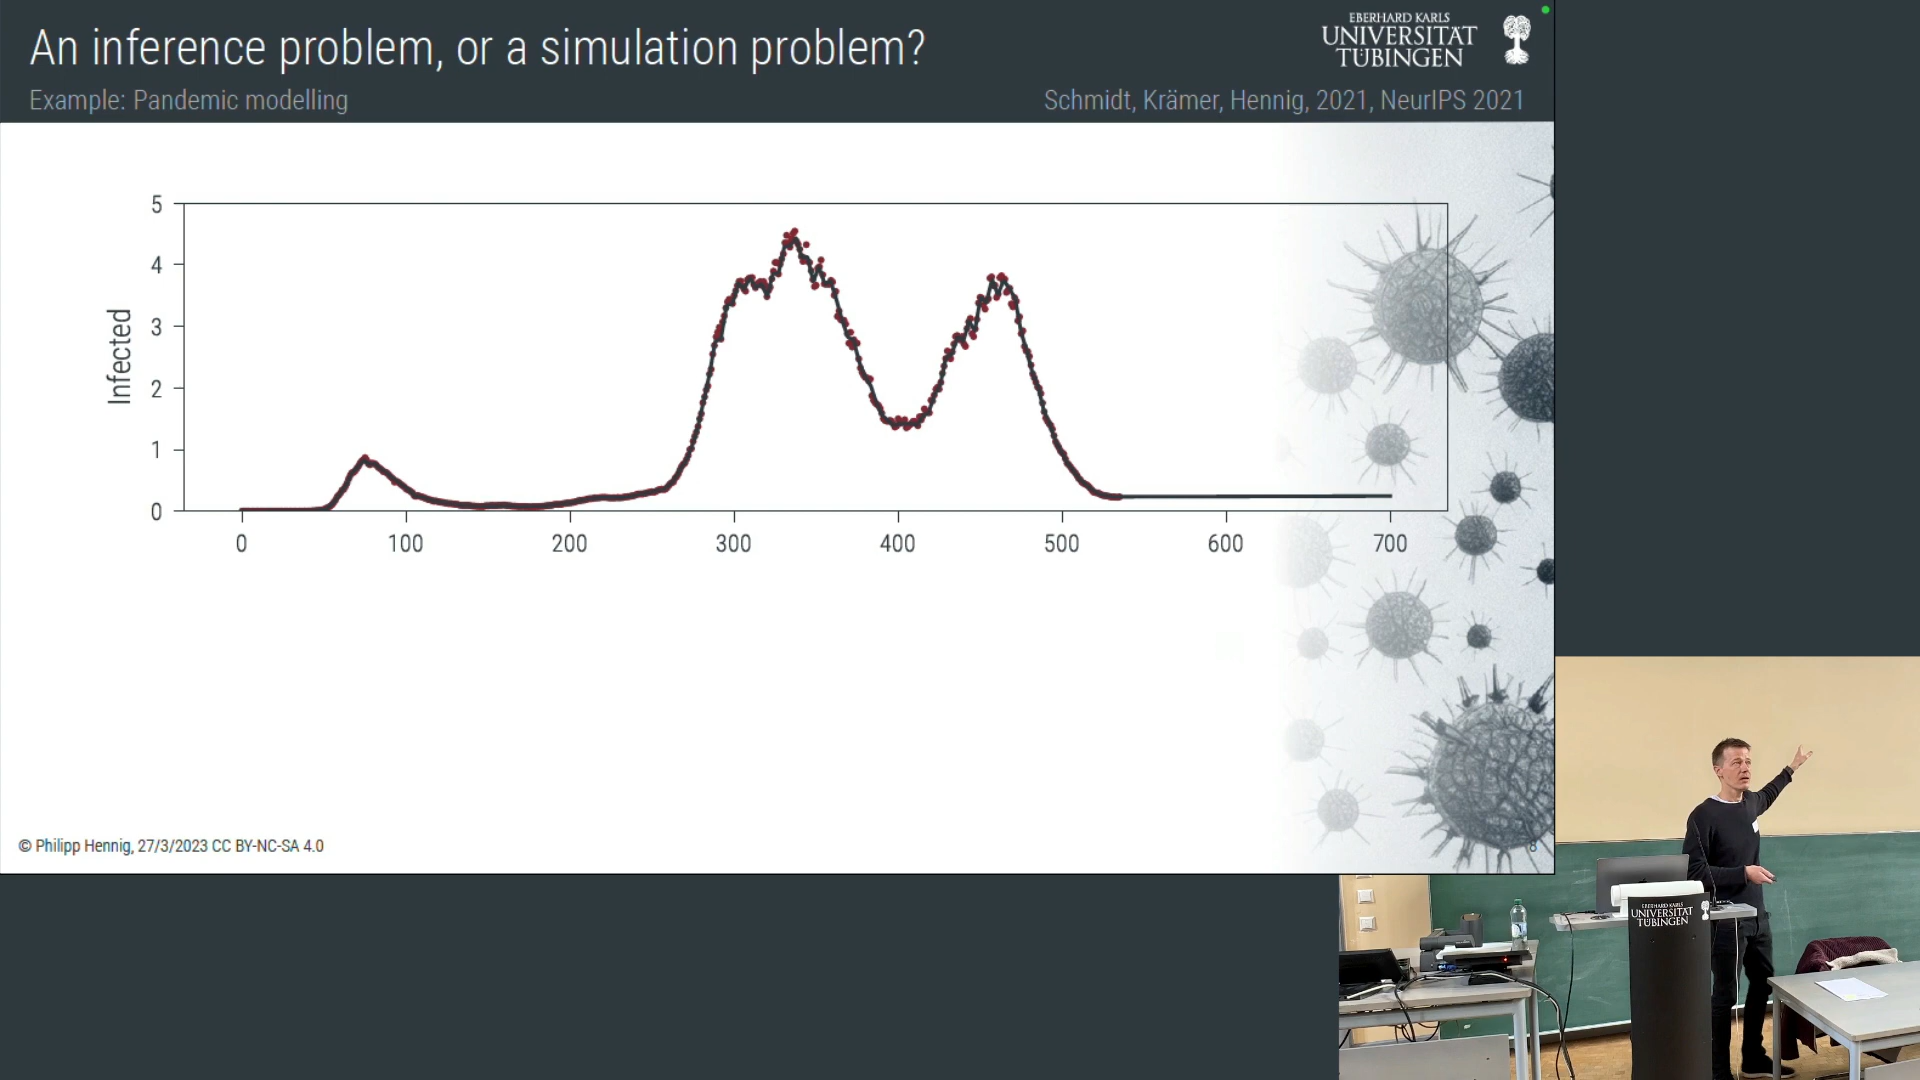 An inference problem, or a simulation problem?
Example: Pandemic modelling
EBERHARD KARLS
UNIVERSITÄT
TÜBINGEN
Schmidt, Krämer, Hennig, 2021, NeurIPS 2021
5
4
3
2
1
0
Infected
0 100 200 300 400 500 600 700
© Philipp Hennig, 27/3/2023 CC BY-NC-SA 4.0
8
EBERHARD KARLS
UNIVERSITÄT
TÜBINGEN